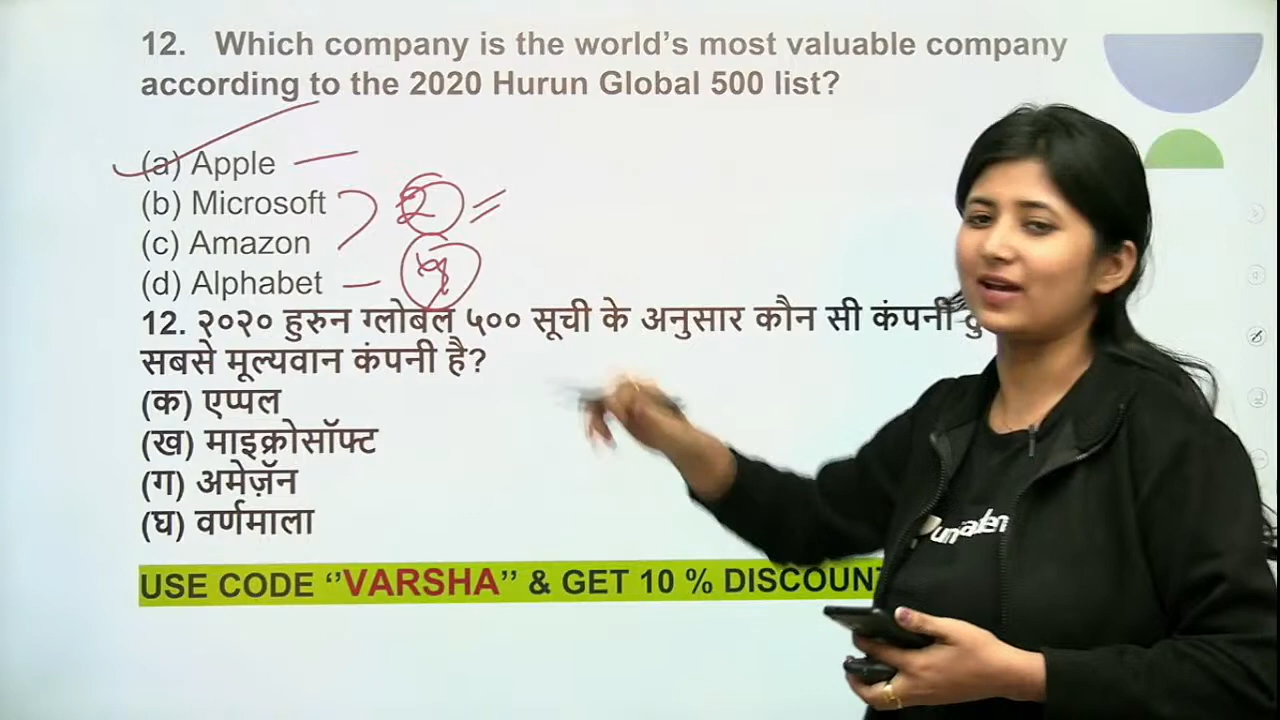 12. Which company is the world's most valuable company
according to the 2020 Hurun Global 500 list?
(a) Apple
(b) Microsoft
(c) Amazon
(d) Alphabet
12. २०२० हुरुन ग्लोबल ५०० सूची के अनुसार कौन सी कंपनी
सबसे मूल्यवान कंपनी है?
(क) एप्पल
(ख) माइक्रोसॉफ्ट
(ग) अमेज़ॅन
(घ) वर्णमाला
USE CODE ‘’VARSHA’’ & GET 10 % DISCOUNT